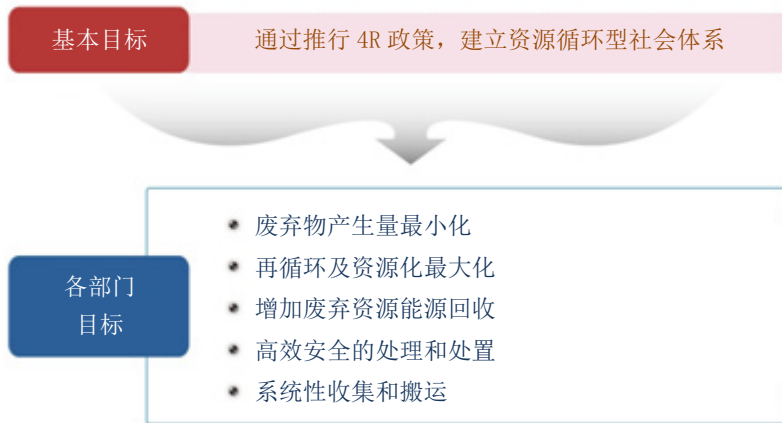 基本目标
通过推行 4R 政策，建立资源循环型社会体系
废弃物产生量最小化
再循环及资源化最大化
各部门
目标
增加废弃资源能源回收
高效安全的处理和处置
系统性收集和搬运